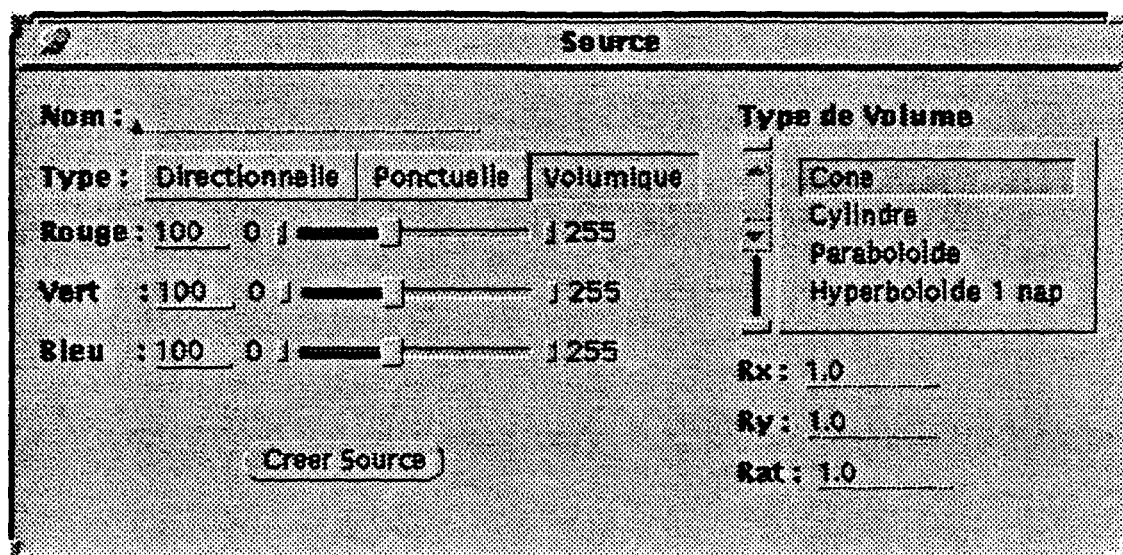 Source
Nom :
Type : Directionnelle Ponctuelle Volumique
Rouge : 100 0 255
Vert : 100 0 255
Bleu : 100 0 255
Creer Source
Type de Volume
Cone
Cylindre
Paraboloide
Hyperboloide 1 nap
Rx : 1.0
Ry : 1.0
Rat : 1.0